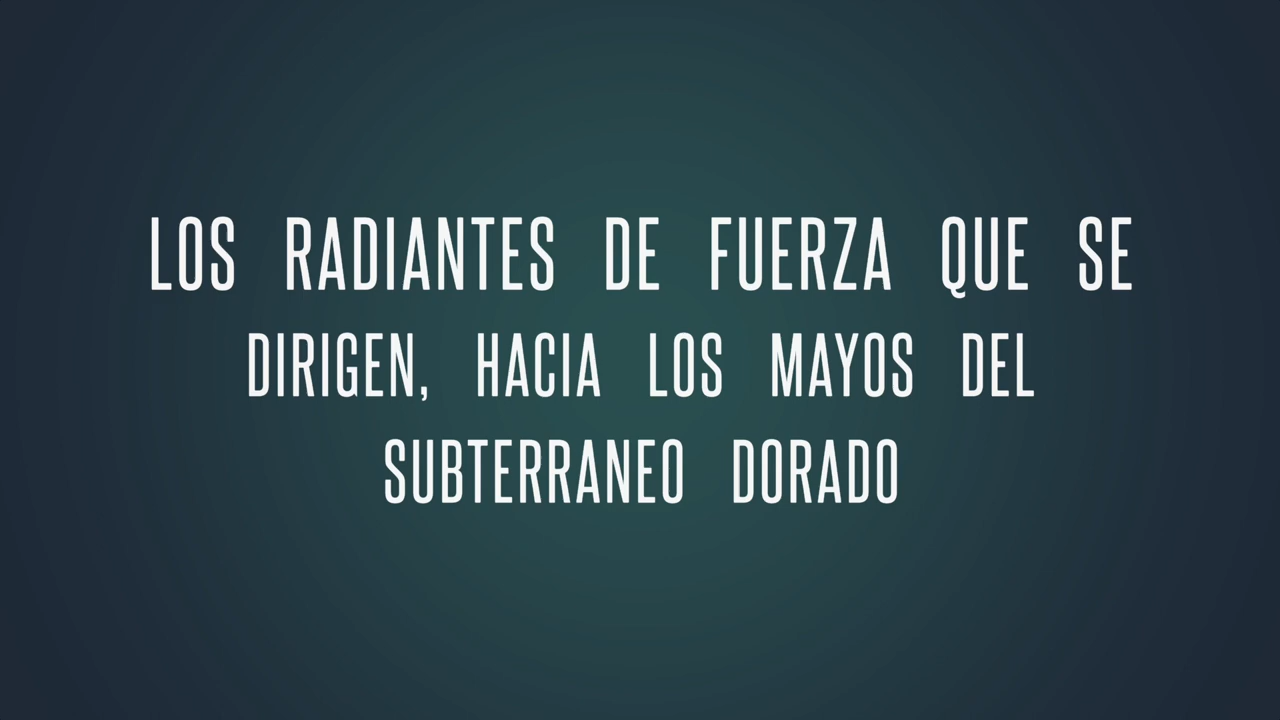 LOS RADIANTES DE FUERZA QUE SE
DIRIGEN, HACIA LOS MAYOS DEL
SUBTERRANEO DORADO